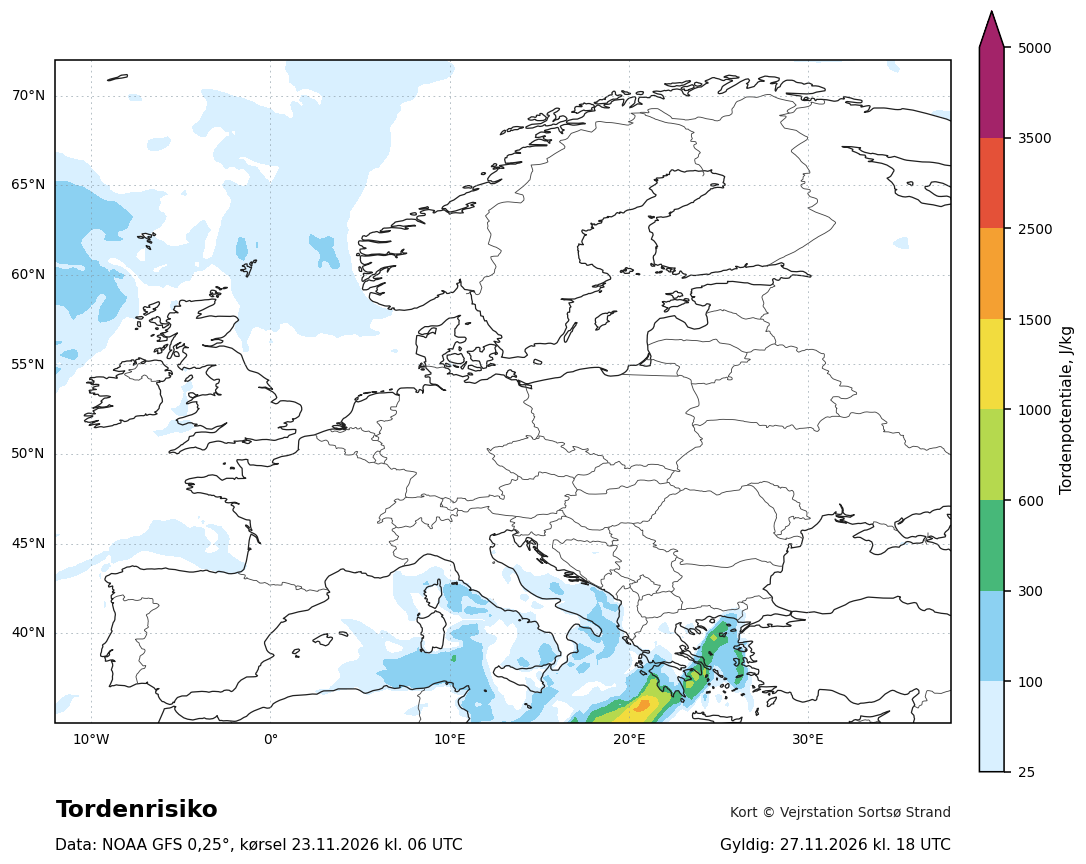 70°N
65°N
60°N
55°N
50°N
45°N
40°N
10°W
0°
10°E
20°E
30°E
5000
3500
2500
1500
1000
600
300
100
25
Tordenpotentiale, J/kg
Tordenrisiko
Kort © Vejrstation Sortsø Strand
Data: NOAA GFS 0,25°, kørsel 23.11.2026 kl. 06 UTC
Gyldig: 27.11.2026 kl. 18 UTC